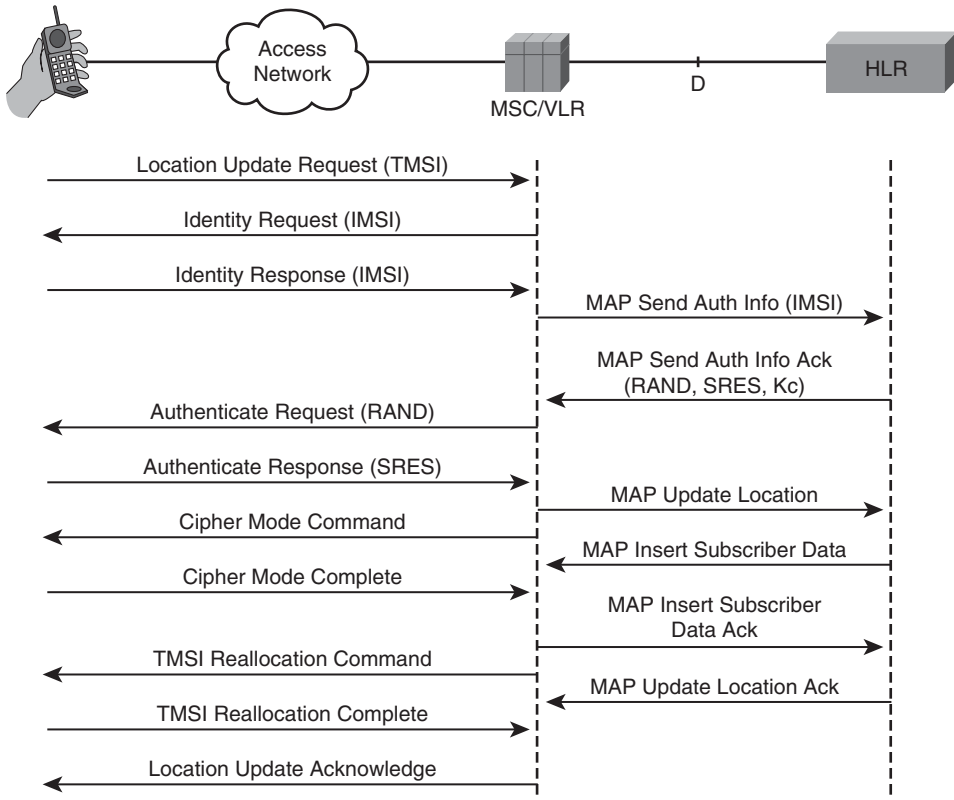 Access
Network
MSC/VLR
D
HLR
Location Update Request (TMSI)
Identity Request (IMSI)
Identity Response (IMSI)
MAP Send Auth Info (IMSI)
MAP Send Auth Info Ack
(RAND, SRES, Kc)
Authenticate Request (RAND)
Authenticate Response (SRES)
MAP Update Location
Cipher Mode Command
MAP Insert Subscriber Data
Cipher Mode Complete
MAP Insert Subscriber
Data Ack
TMSI Reallocation Command
MAP Update Location Ack
TMSI Reallocation Complete
Location Update Acknowledge